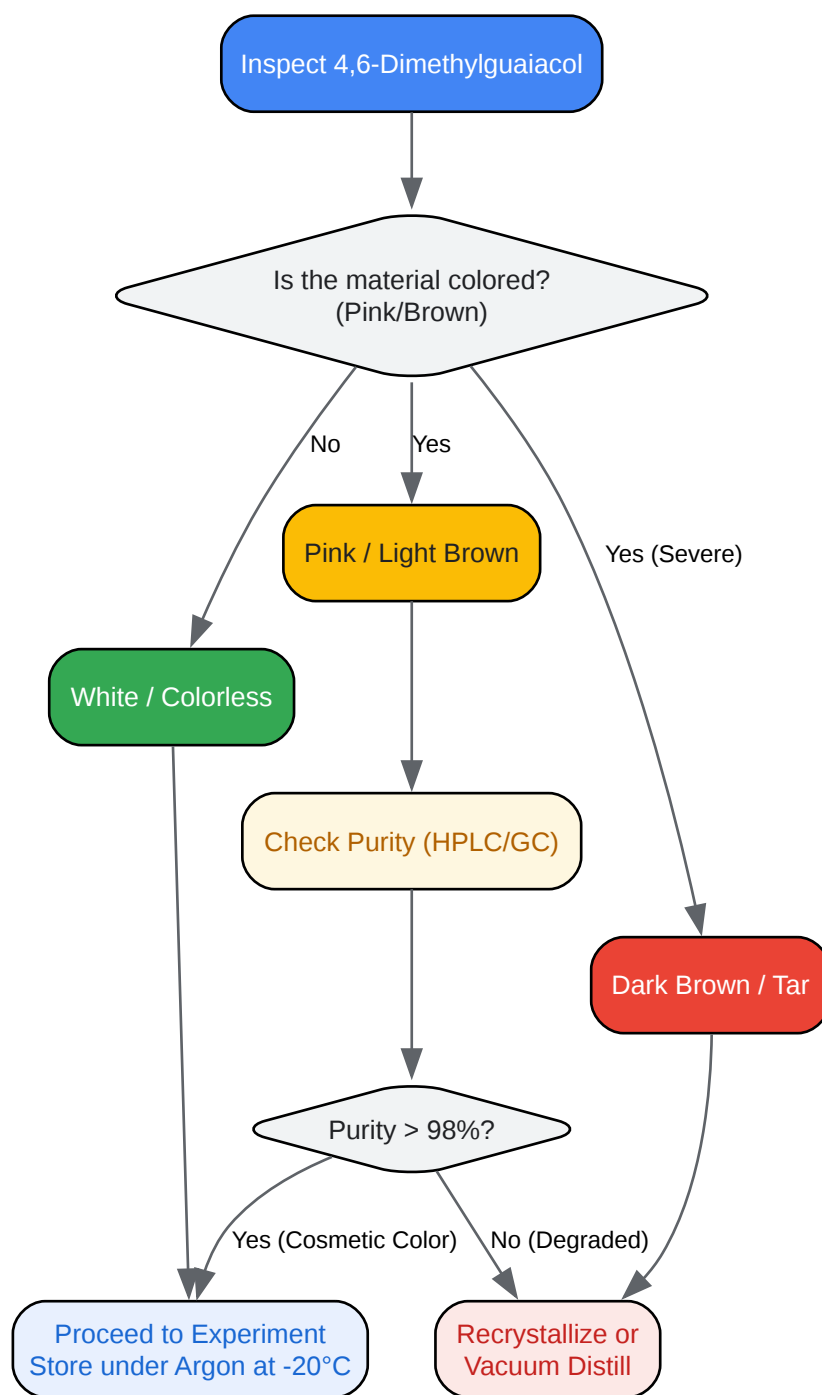 Inspect 4,6-Dimethylguaiacol
Is the material colored?
(Pink/Brown)
No
Yes
Pink / Light Brown
Yes (Severe)
White / Colorless
Check Purity (HPLC/GC)
Dark Brown / Tar
Purity > 98%?
Yes (Cosmetic Color)
No (Degraded)
Proceed to Experiment
Store under Argon at -20°C
Recrystallize or
Vacuum Distill